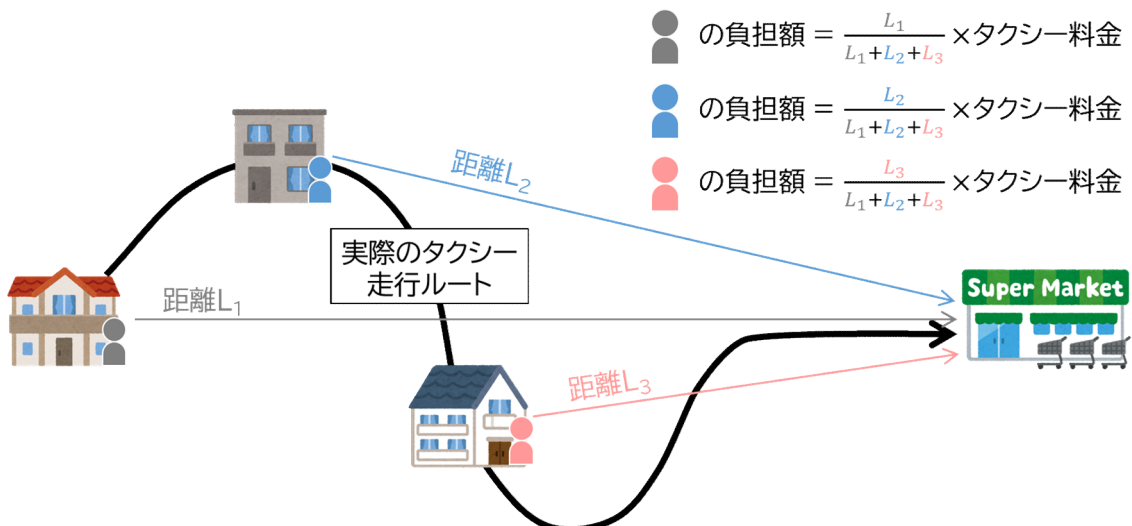 の負担額 = L₁/(L₁+L₂+L₃) ×タクシー料金
の負担額 = L₂/(L₁+L₂+L₃) ×タクシー料金
の負担額 = L₃/(L₁+L₂+L₃) ×タクシー料金
距離L₂
実際のタクシー
走行ルート
距離L₁
Super Market
距離L₃